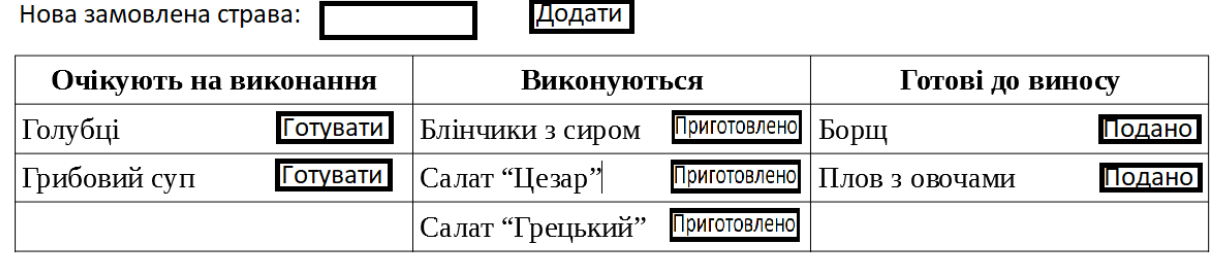 Нова замовлена страва: Додати
Очікують на виконання Виконуються Готові до виносу
Голубці Готувати Блінчики з сиром Приготовлено Борщ Подано
Грибовий суп Готувати Салат “Цезар” Приготовлено Плов з овочами Подано
Салат “Грецький” Приготовлено